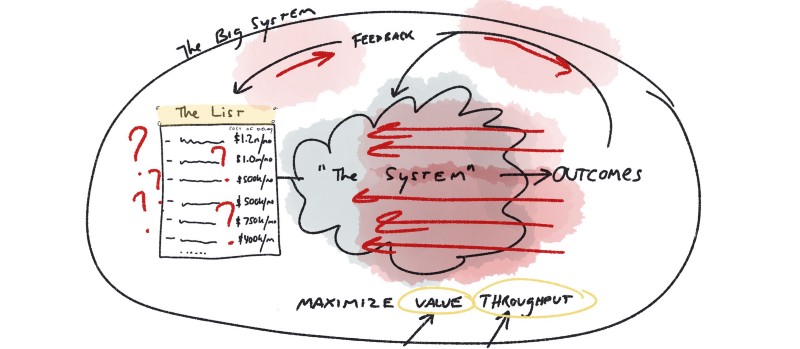 The Big System
FEEDBACK
The List
COST OF DELAY
$1.2m/mo
$1.0m/mo
$500k/mo
$500k/mo
$750k/mo
$400k/m
?
?
?
?
?
"The System"
OUTCOMES
MAXIMIZE VALUE THROUGHPUT